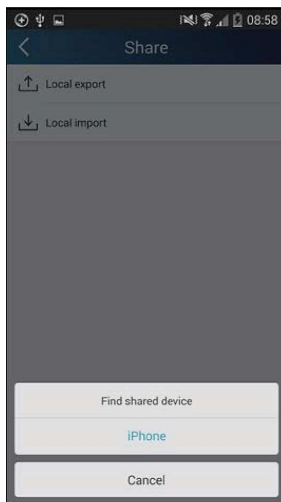 08:58
Share
Local export
Local import
Find shared device
iPhone
Cancel